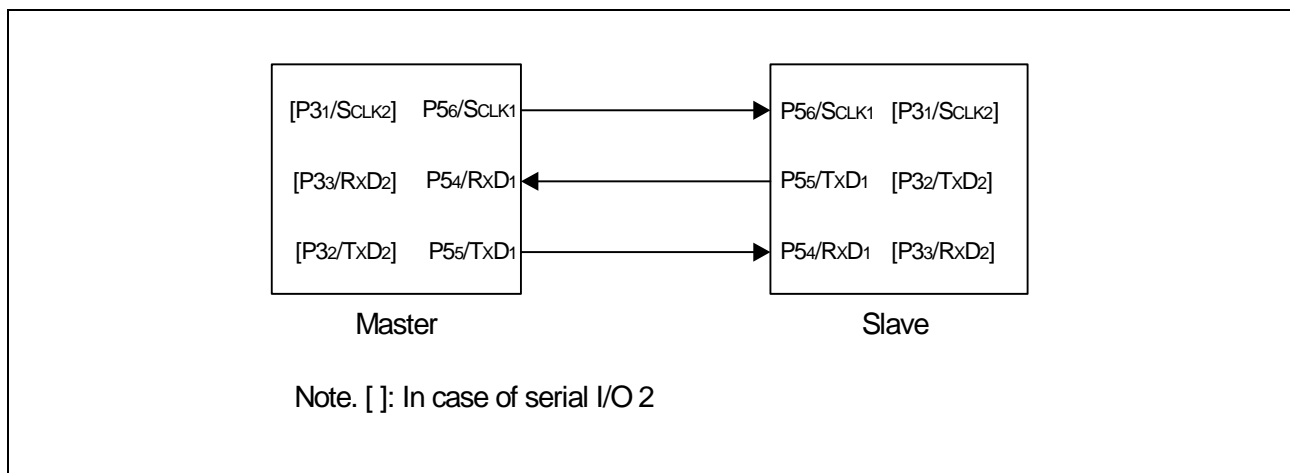 [P31/SCLK2] P56/SCLK1 P56/SCLK1 [P31/SCLK2]
[P33/RXD2] P54/RXD1 P55/TXD1 [P32/TXD2]
[P32/TXD2] P55/TXD1 P54/RXD1 [P33/RXD2]
Master Slave
Note. [ ]: In case of serial I/O 2